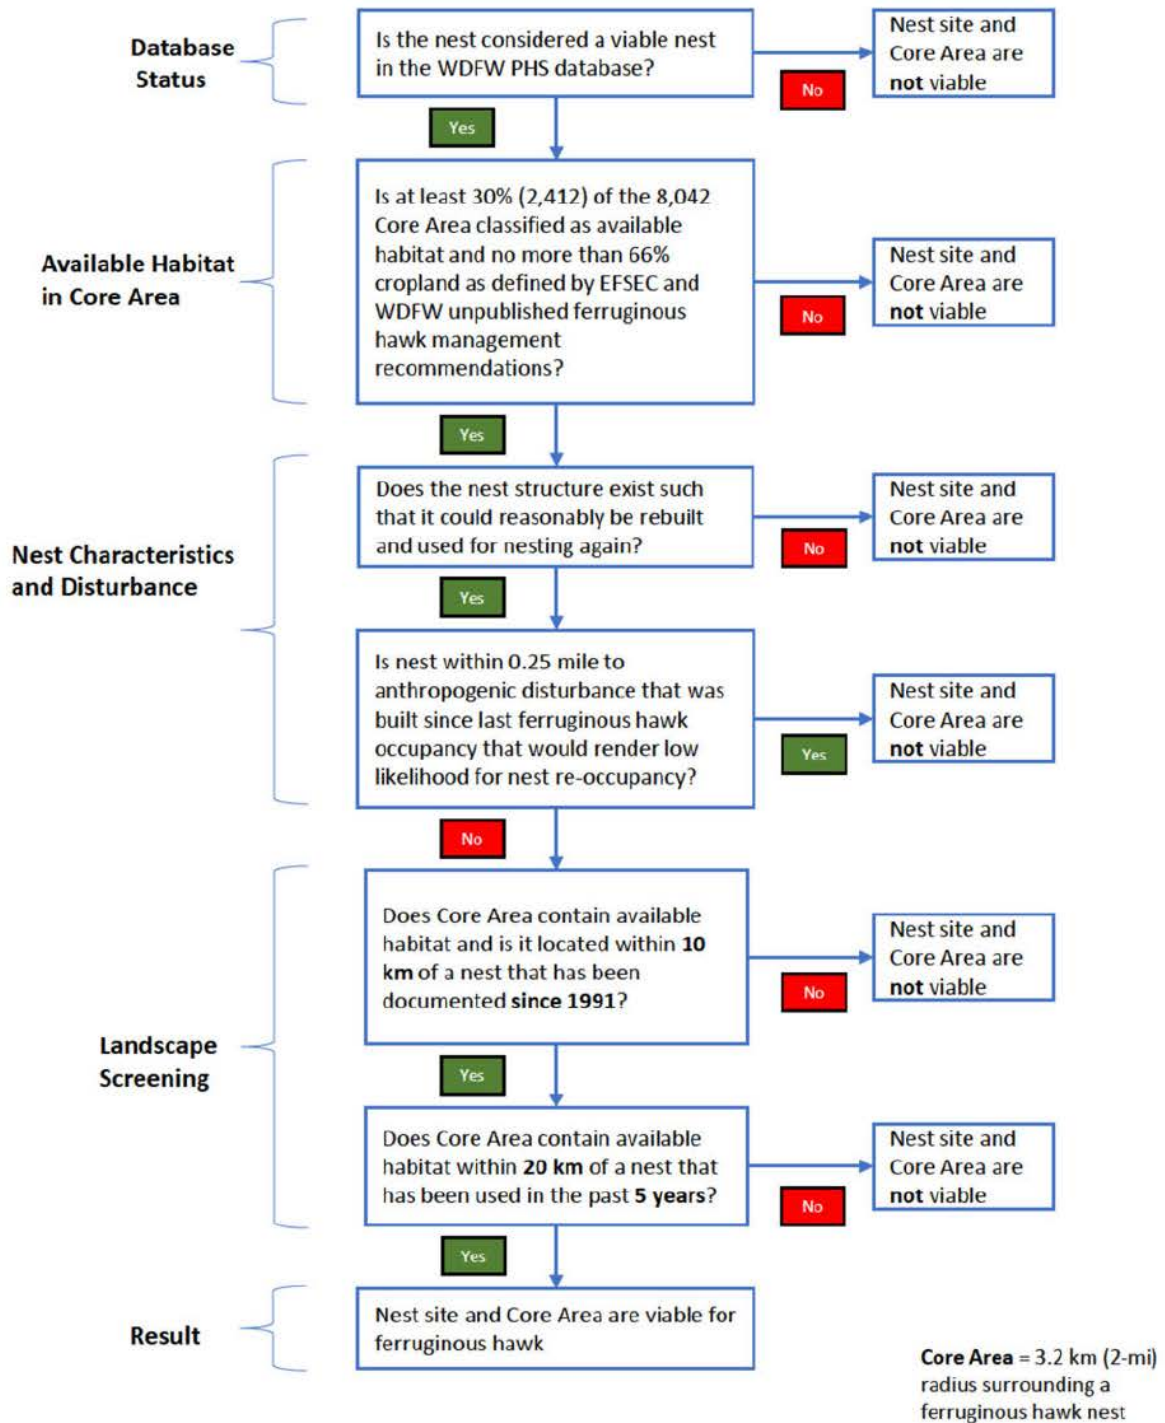 Database
Status
Is the nest considered a viable nest
in the WDFW PHS database?
Nest site and
Core Area are
not viable
No
Yes
Available Habitat
in Core Area
Is at least 30% (2,412) of the 8,042
Core Area classified as available
habitat and no more than 66%
cropland as defined by EFSEC and
WDFW unpublished ferruginous
hawk management
recommendations?
Nest site and
Core Area are
not viable
No
Yes
Nest Characteristics
and Disturbance
Does the nest structure exist such
that it could reasonably be rebuilt
and used for nesting again?
Nest site and
Core Area are
not viable
No
Yes
Is nest within 0.25 mile to
anthropogenic disturbance that was
built since last ferruginous hawk
occupancy that would render low
likelihood for nest re-occupancy?
Nest site and
Core Area are
not viable
Yes
No
Landscape
Screening
Does Core Area contain available
habitat and is it located within 10
km of a nest that has been
documented since 1991?
Nest site and
Core Area are
not viable
No
Yes
Does Core Area contain available
habitat within 20 km of a nest that
has been used in the past 5 years?
Nest site and
Core Area are
not viable
No
Yes
Result
Nest site and Core Area are viable for
ferruginous hawk
Core Area = 3.2 km (2-mi)
radius surrounding a
ferruginous hawk nest